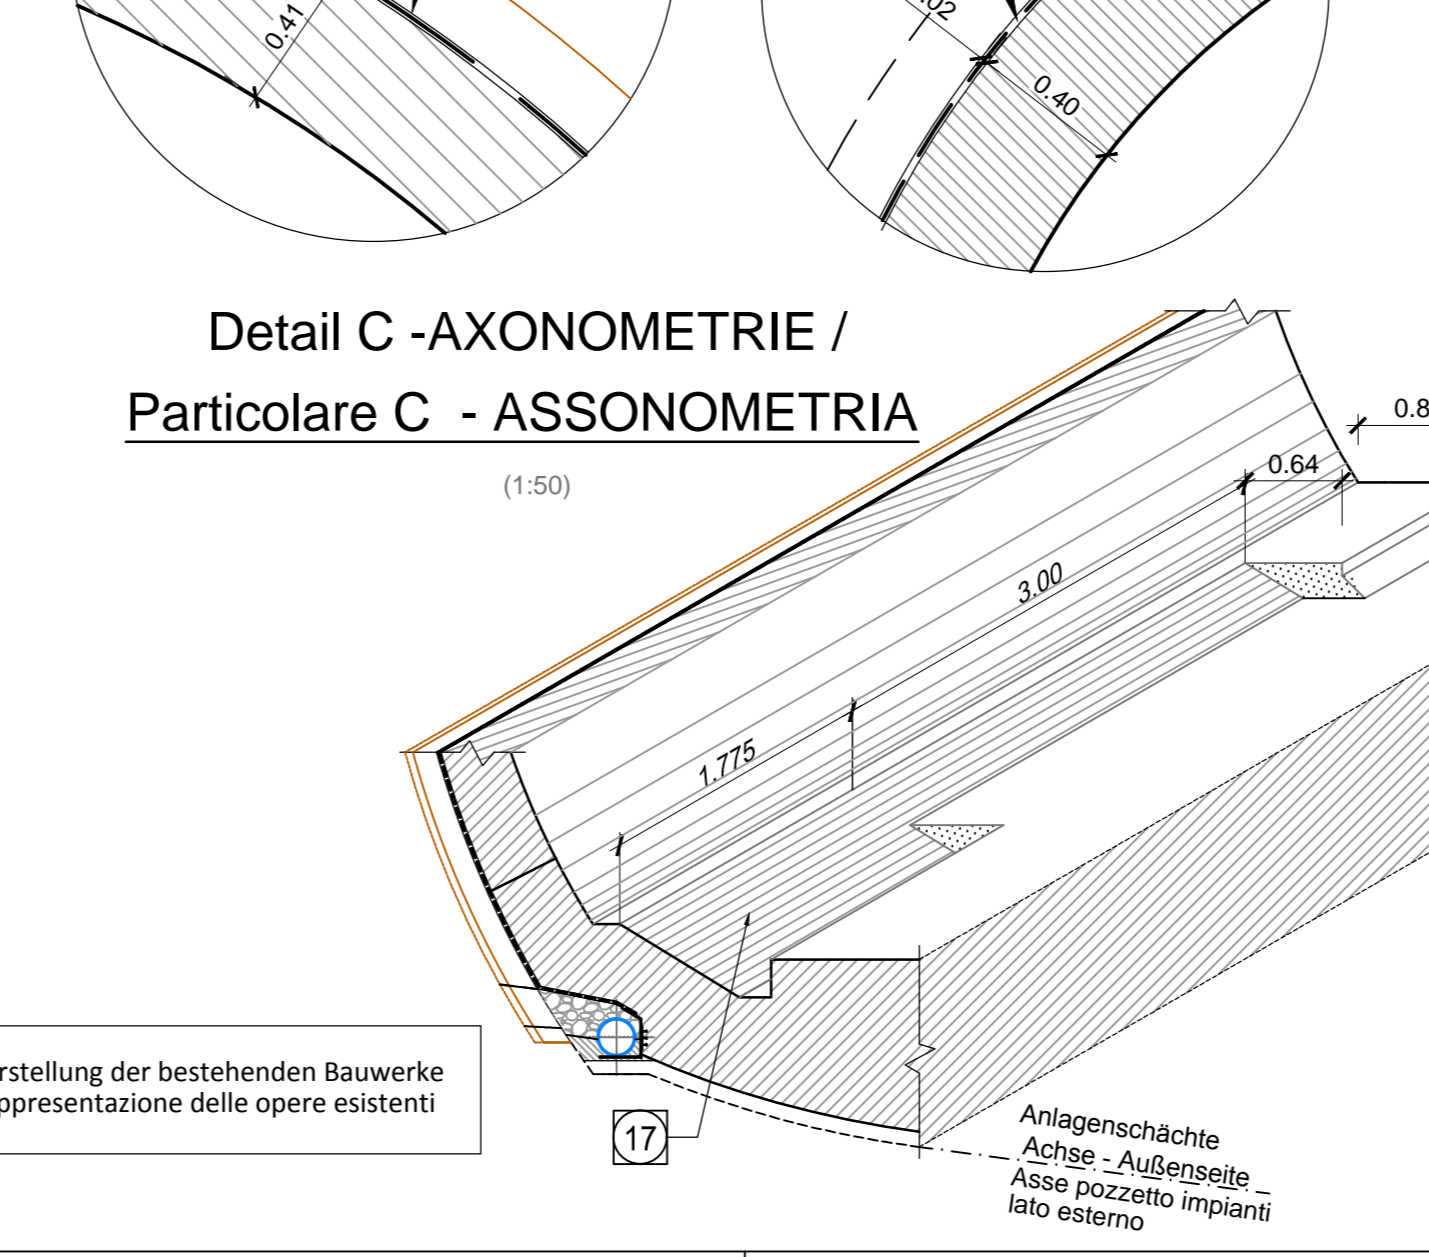 0.41
.02
0.40
Detail C -AXONOMETRIE /
Particolare C - ASSONOMETRIA
(1:50)
0.8
0.64
3.00
1.775
rstellung der bestehenden Bauwerke
ppresentazione delle opere esistenti
17
Anlagenschächte
Achse - Außenseite
Asse pozzetto impianti
lato esterno